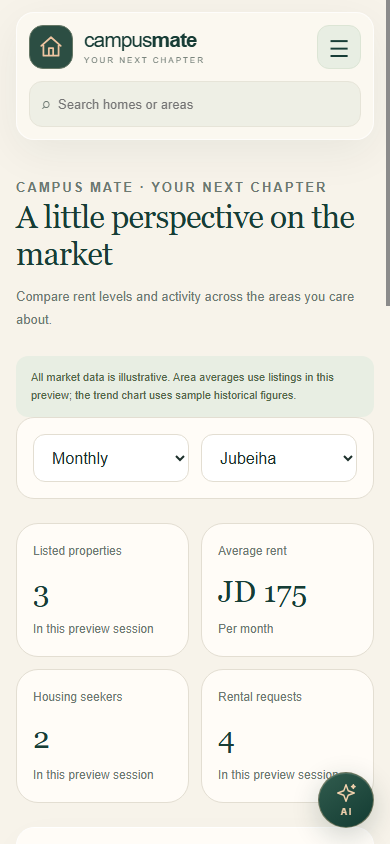 campusmate
YOUR NEXT CHAPTER
Search homes or areas
CAMPUS MATE · YOUR NEXT CHAPTER
A little perspective on the
market
Compare rent levels and activity across the areas you care
about.
All market data is illustrative. Area averages use listings in this
preview; the trend chart uses sample historical figures.
Monthly
Jubeiha
Listed properties
3
In this preview session
Average rent
JD 175
Per month
Housing seekers
2
In this preview session
Rental requests
4
In this preview session
AI